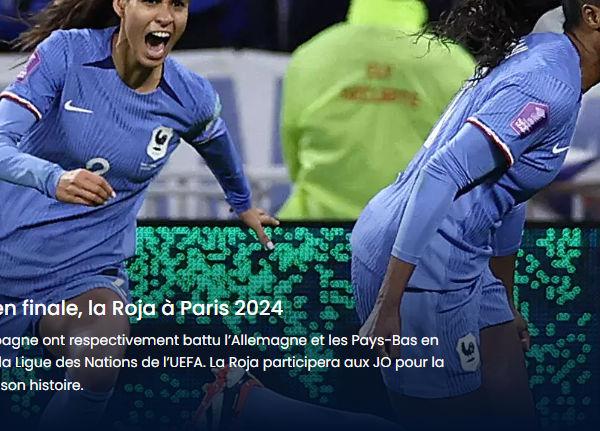 2
en finale, la Roja à Paris 2024
pagne ont respectivement battu l'Allemagne et les Pays-Bas en
la Ligue des Nations de l'UEFA. La Roja participera aux JO pour la
son histoire.